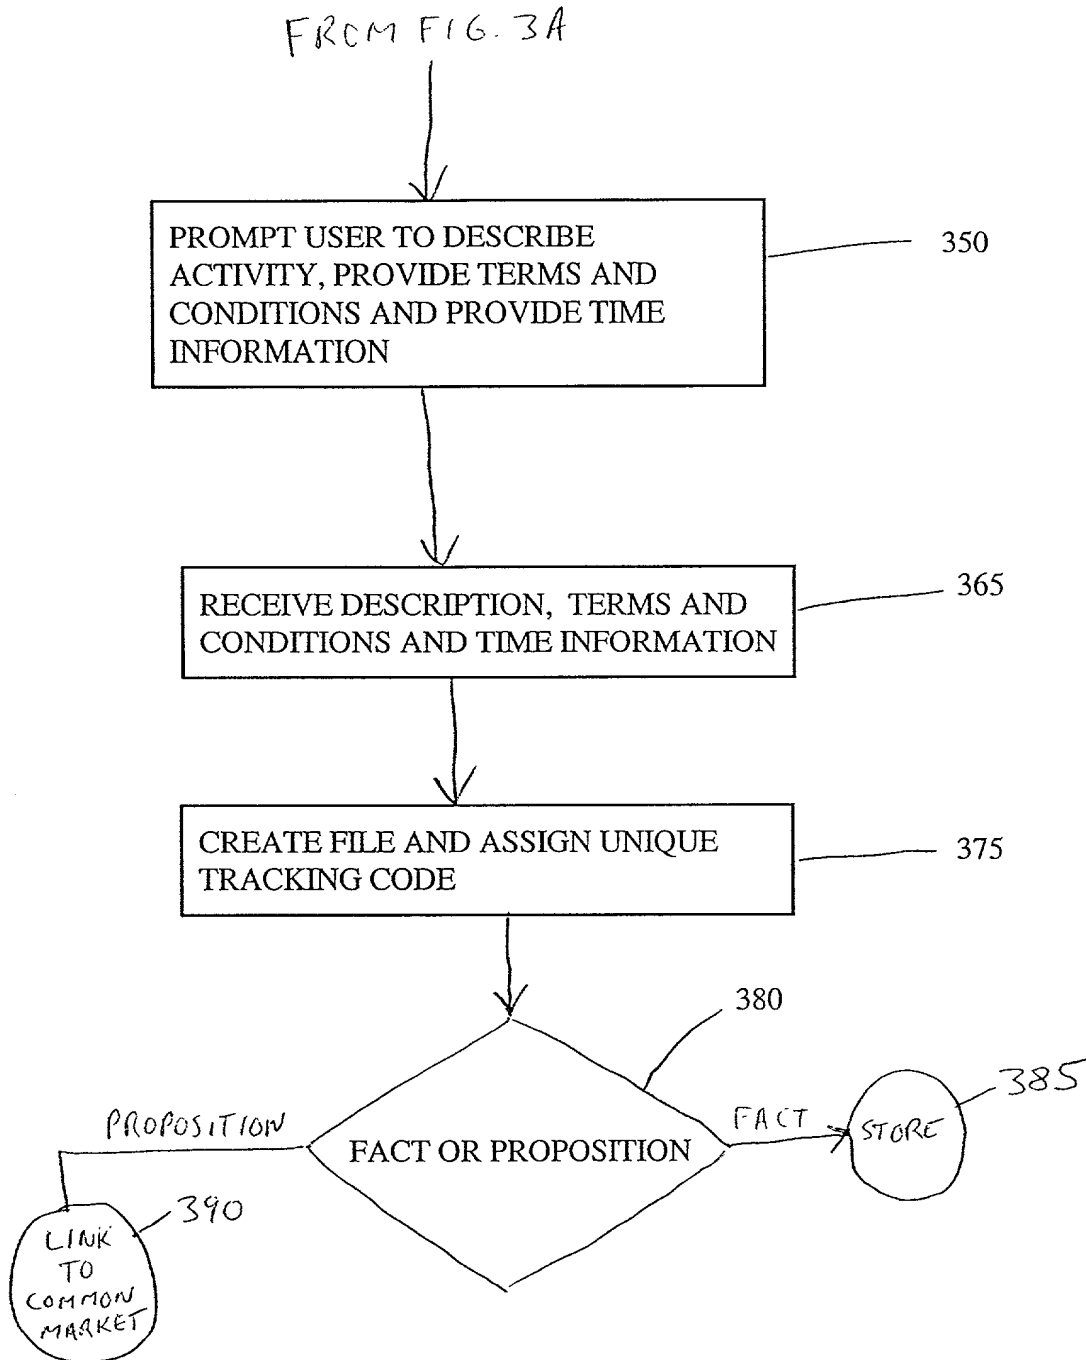 FROM FIG. 3A
PROMPT USER TO DESCRIBE
ACTIVITY, PROVIDE TERMS AND
CONDITIONS AND PROVIDE TIME
INFORMATION
350
RECEIVE DESCRIPTION, TERMS AND
CONDITIONS AND TIME INFORMATION
365
CREATE FILE AND ASSIGN UNIQUE
TRACKING CODE
375
380
PROPOSITION
FACT OR PROPOSITION
FACT
STORE
385
390
LINK
TO
COMMON
MARKET